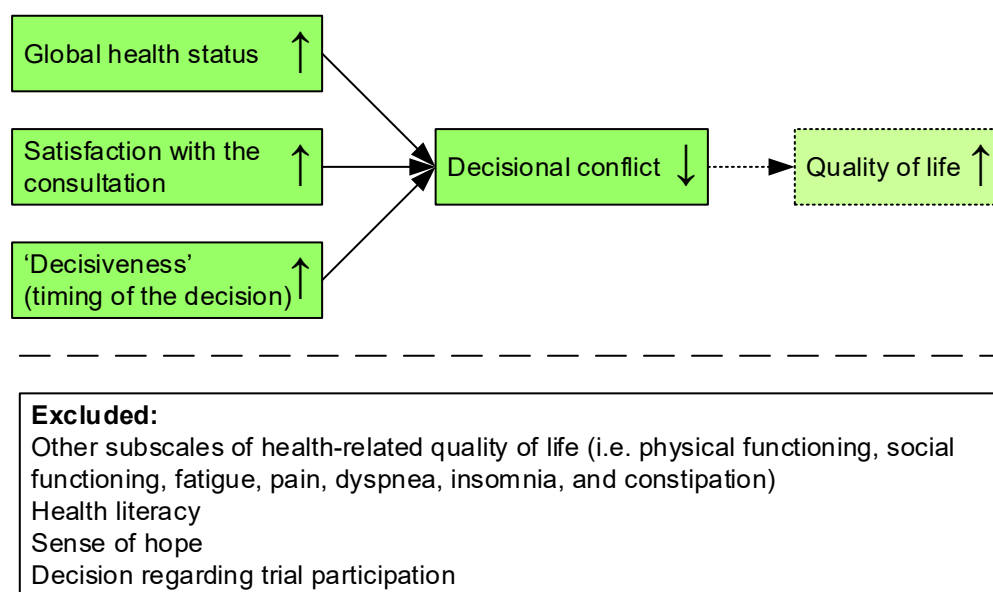 Global health status ↑
Satisfaction with the
consultation ↑
‘Decisiveness’
(timing of the decision) ↑
Decisional conflict ↓
Quality of life ↑
Excluded:
Other subscales of health-related quality of life (i.e. physical functioning, social
functioning, fatigue, pain, dyspnea, insomnia, and constipation)
Health literacy
Sense of hope
Decision regarding trial participation